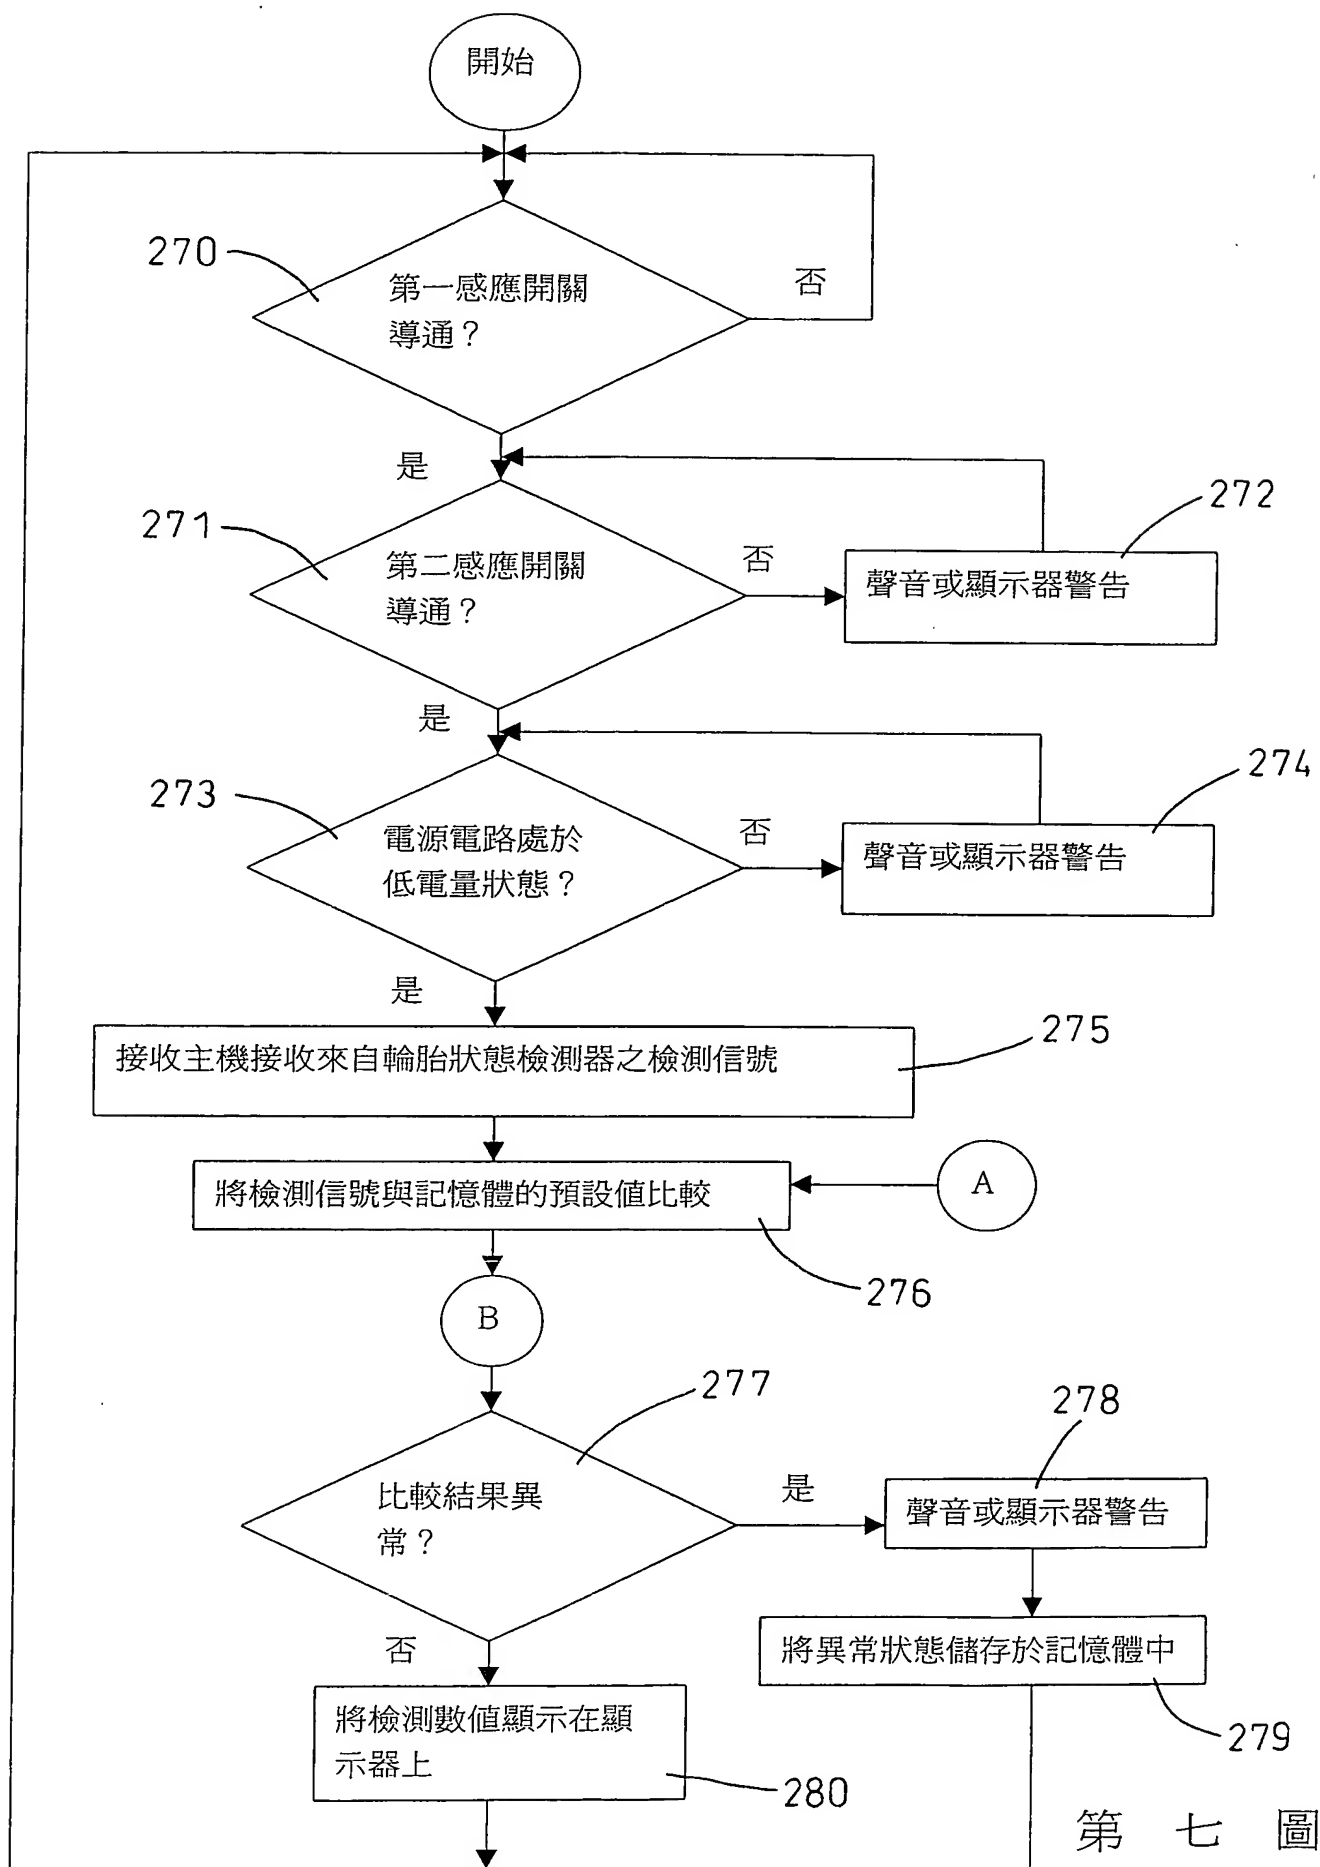 開始
270
第一感應開關
導通？
否
是
271
第二感應開關
導通？
否
272
聲音或顯示器警告
是
273
電源電路處於
低電量狀態？
否
274
聲音或顯示器警告
是
275
接收主機接收來自輪胎狀態檢測器之檢測信號
將檢測信號與記憶體的預設值比較
A
276
B
277
比較結果異
常？
是
278
聲音或顯示器警告
否
將異常狀態儲存於記憶體中
279
將檢測數值顯示在顯
示器上
280
第七圖